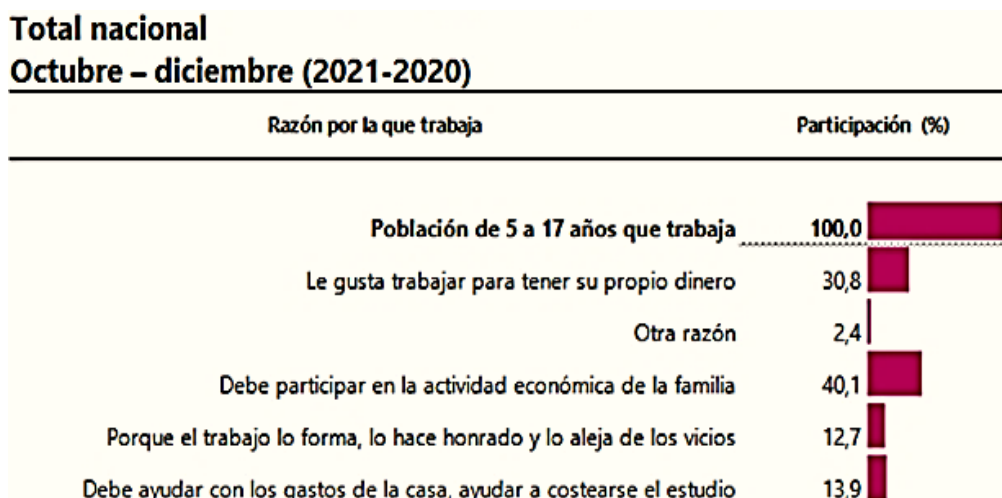 Total nacional
Octubre – diciembre (2021-2020)
Razón por la que trabaja Participación (%)
Población de 5 a 17 años que trabaja 100,0
Le gusta trabajar para tener su propio dinero 30,8
Otra razón 2,4
Debe participar en la actividad económica de la familia 40,1
Porque el trabajo lo forma, lo hace honrado y lo aleja de los vicios 12,7
Debe ayudar con los gastos de la casa, ayudar a costearse el estudio 13,9